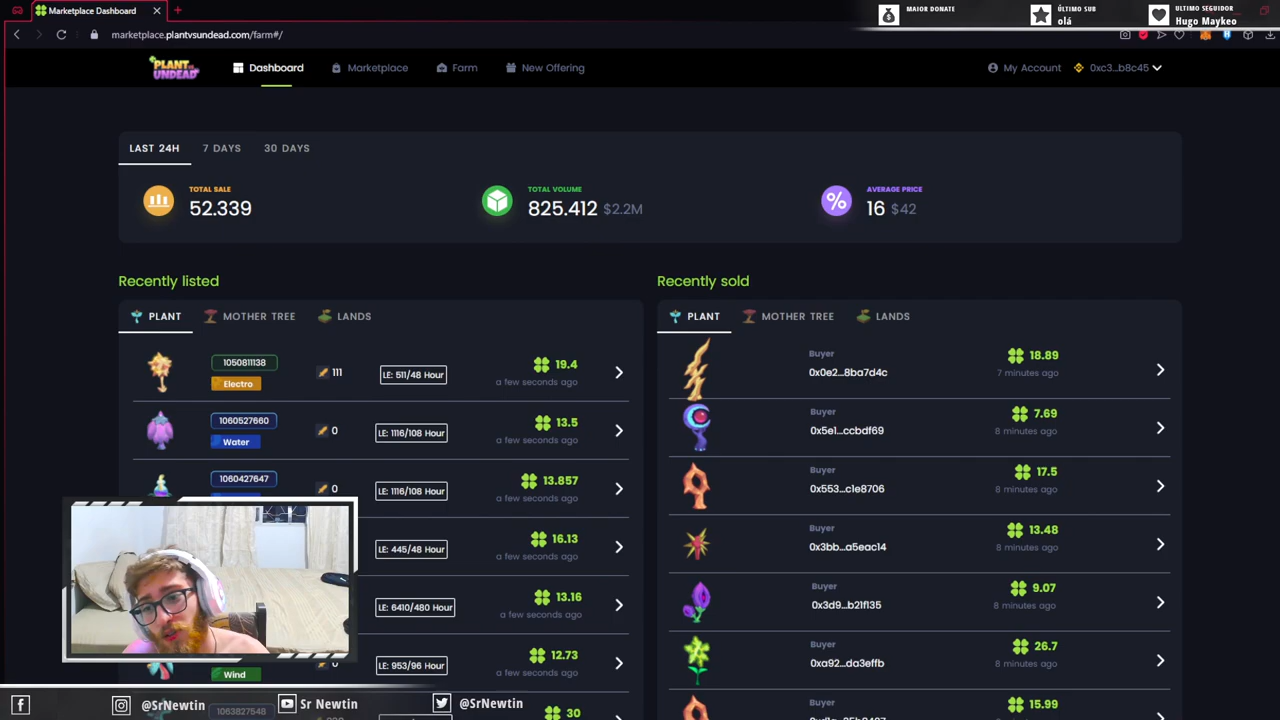 Marketplace Dashboard
MAIOR DONATE
ÚLTIMO SUB
olá
ULTIMO SEGUIDOR
Hugo Maykeo
marketplace.plantvsundead.com/farm#/
PLANT UNDEAD
Dashboard
Marketplace
Farm
New Offering
My Account
0xc3...b8c45
LAST 24H
7 DAYS
30 DAYS
TOTAL SALE
52.339
TOTAL VOLUME
825.412 $2.2M
AVERAGE PRICE
16 $42
Recently listed
PLANT
MOTHER TREE
LANDS
1050811138
Electro
111
LE: 511/48 Hour
19.4
a few seconds ago
1060527660
Water
0
LE: 1116/108 Hour
13.5
a few seconds ago
1060427647
0
LE: 1116/108 Hour
13.857
a few seconds ago
LE: 445/48 Hour
16.13
a few seconds ago
LE: 6410/480 Hour
13.16
a few seconds ago
Wind
LE: 953/96 Hour
12.73
a few seconds ago
1063827548
30
Recently sold
PLANT
MOTHER TREE
LANDS
Buyer
0x0e2...8ba7d4c
18.89
7 minutes ago
Buyer
0x5e1...ccbdf69
7.69
8 minutes ago
Buyer
0x553...c1e8706
17.5
8 minutes ago
Buyer
0x3bb...a5eac14
13.48
8 minutes ago
Buyer
0x3d9...b21f135
9.07
8 minutes ago
Buyer
0xa92...da3effb
26.7
8 minutes ago
Buyer
15.99
@SrNewtin
Sr Newtin
@SrNewtin